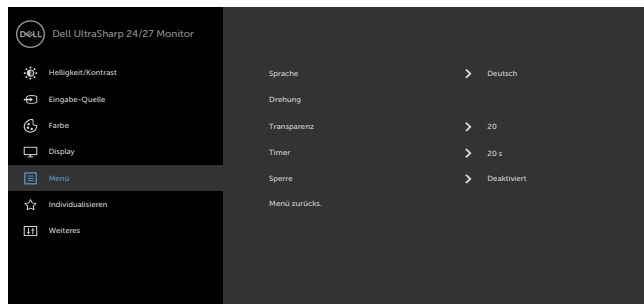 DELL Dell UltraSharp 24/27 Monitor
Helligkeit/Kontrast
Eingabe-Quelle
Farbe
Display
Menü
Individualisieren
Weiteres
Sprache Deutsch
Drehung
Transparenz 20
Timer 20 s
Sperre Deaktiviert
Menü zurücks.